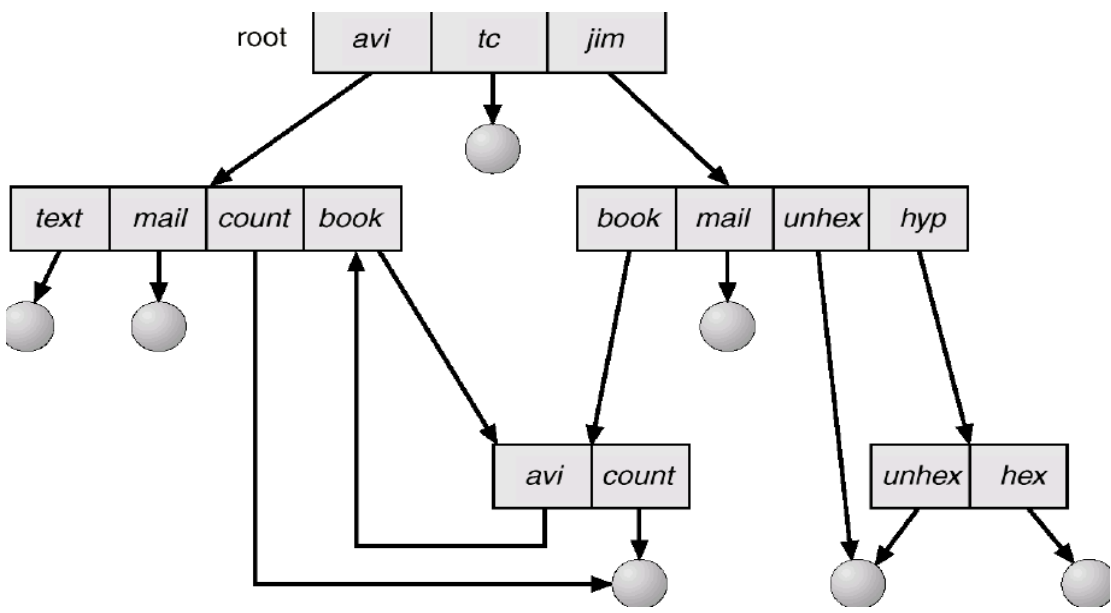 root avi tc jim
text mail count book
book mail unhex hyp
avi count
unhex hex